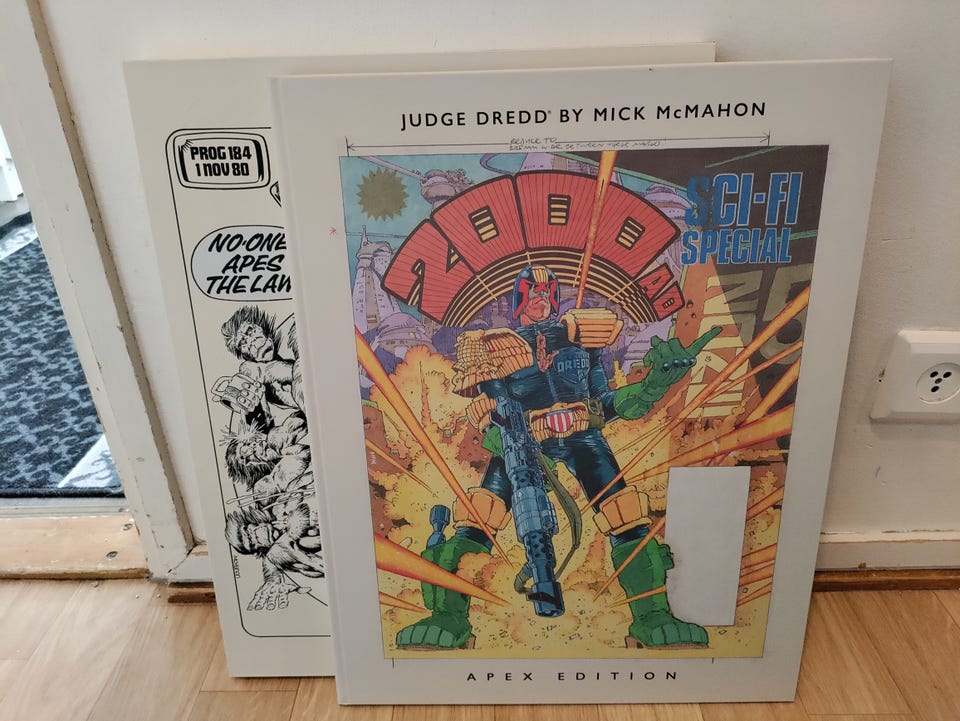 JUDGE DREDD® BY MICK McMAHON
2000 AD
SCI-FI
SPECIAL
DREDD
APEX EDITION
PROG 184
1 NOV 80
NO-ONE
APES
THE LAW